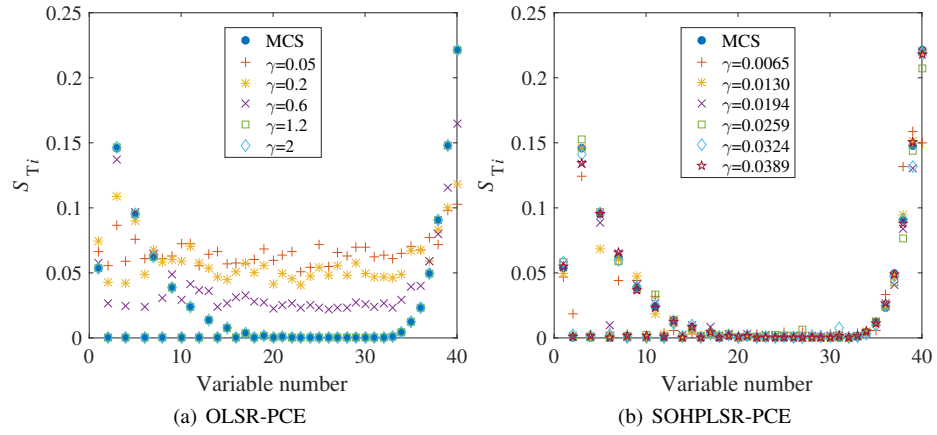 0.25
0.2
0.15
0.1
0.05
0
S_Ti
0 10 20 30 40
Variable number
MCS
γ=0.05
γ=0.2
γ=0.6
γ=1.2
γ=2
(a) OLSR-PCE
0.25
0.2
0.15
0.1
0.05
0
S_Ti
0 10 20 30 40
Variable number
MCS
γ=0.0065
γ=0.0130
γ=0.0194
γ=0.0259
γ=0.0324
γ=0.0389
(b) SOHPLSR-PCE